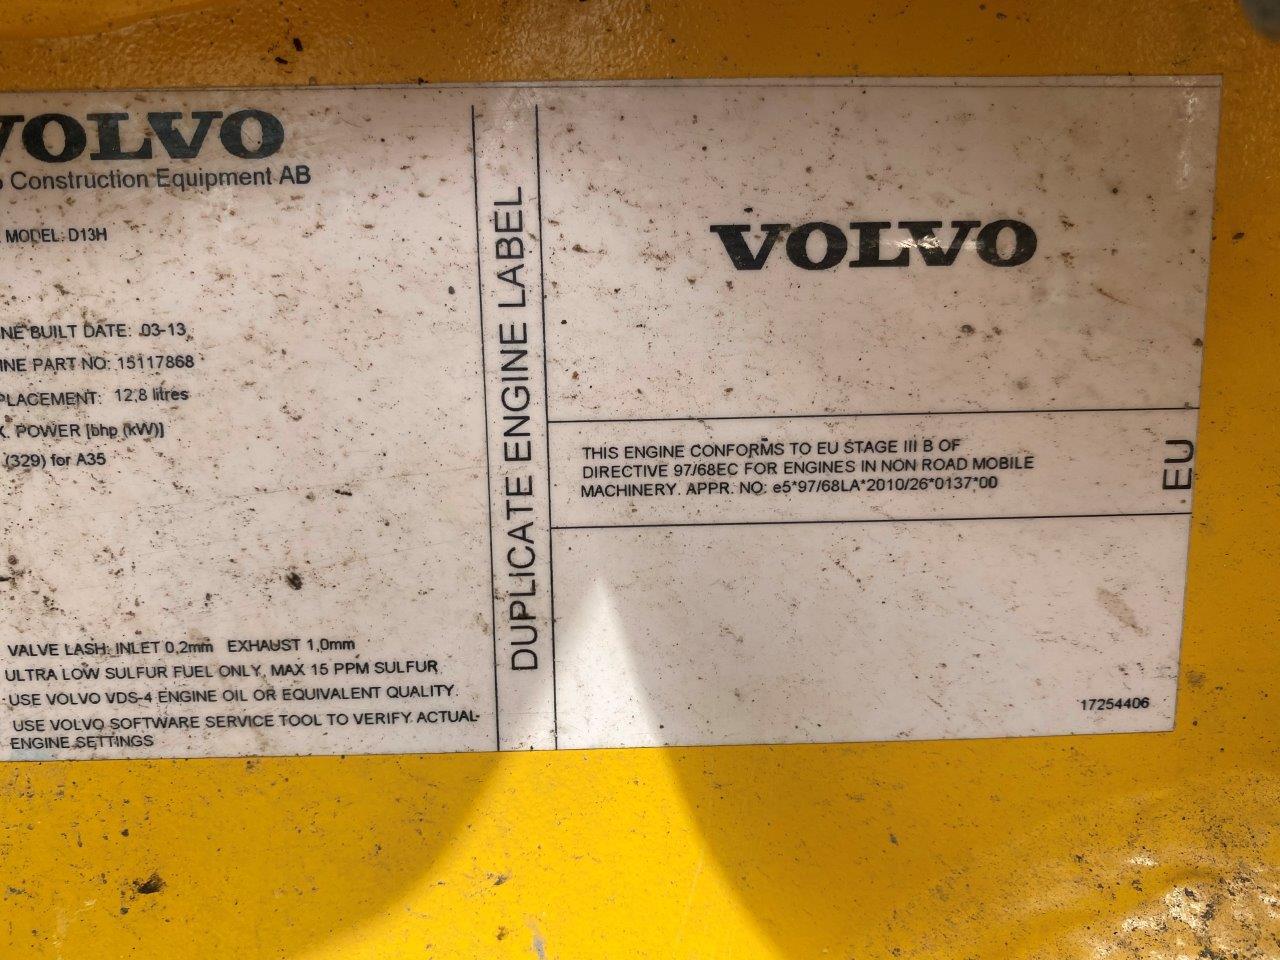 VOLVO
Construction Equipment AB
MODEL: D13H
BUILT DATE: 03-13
PART NO: 15117868
12,8 litres
POWER [bhp (kW)]
(329) for A35
VALVE LASH: INLET 0,2mm EXHAUST 1,0mm
ULTRA LOW SULFUR FUEL ONLY, MAX 15 PPM SULFUR
USE VOLVO VDS-4 ENGINE OIL OR EQUIVALENT QUALITY.
USE VOLVO SOFTWARE SERVICE TOOL TO VERIFY ACTUAL
ENGINE SETTINGS
DUPLICATE ENGINE LABEL
VOLVO
THIS ENGINE CONFORMS TO EU STAGE III B OF
DIRECTIVE 97/68EC FOR ENGINES IN NON ROAD MOBILE
MACHINERY. APPR. NO: e5*97/68LA*2010/26*0137*00
EU
17254406